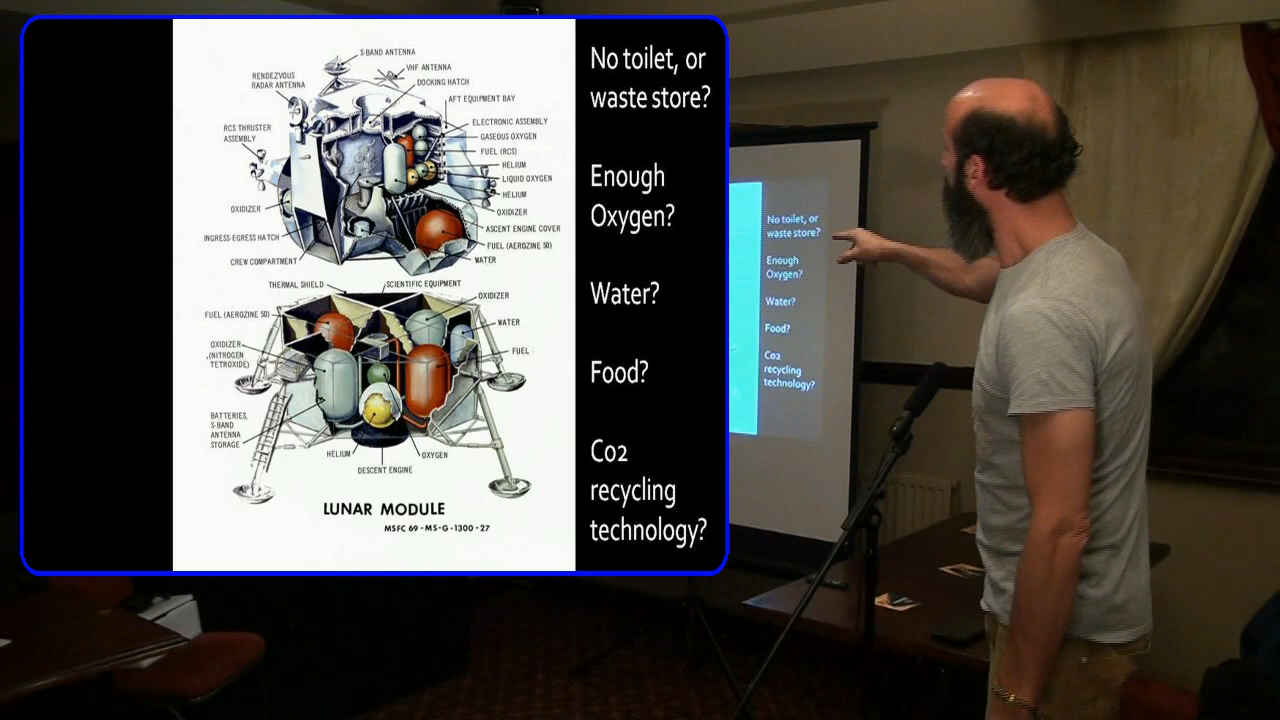 S-BAND ANTENNA
VHF ANTENNA
RENDEZVOUS
RADAR ANTENNA
DOCKING HATCH
AFT EQUIPMENT BAY
RCS THRUSTER
ASSEMBLY
ELECTRONIC ASSEMBLY
GASEOUS OXYGEN
FUEL (RCS)
HELIUM
LIQUID OXYGEN
HELIUM
OXIDIZER
OXIDIZER
ASCENT ENGINE COVER
INGRESS-EGRESS HATCH
FUEL (AEROZINE 50)
CREW COMPARTMENT
WATER
THERMAL SHIELD
SCIENTIFIC EQUIPMENT
OXIDIZER
FUEL (AEROZINE 50)
WATER
OXIDIZER
(NITROGEN
TETROXIDE)
FUEL
BATTERIES,
S-BAND
ANTENNA
STORAGE
HELIUM
OXYGEN
DESCENT ENGINE
LUNAR MODULE
MSFC 69-MS-G-1300-27
No toilet, or
waste store?
Enough
Oxygen?
Water?
Food?
Co2
recycling
technology?
No toilet, or
waste store?
Enough
Oxygen?
Water?
Food?
Co2
recycling
technology?